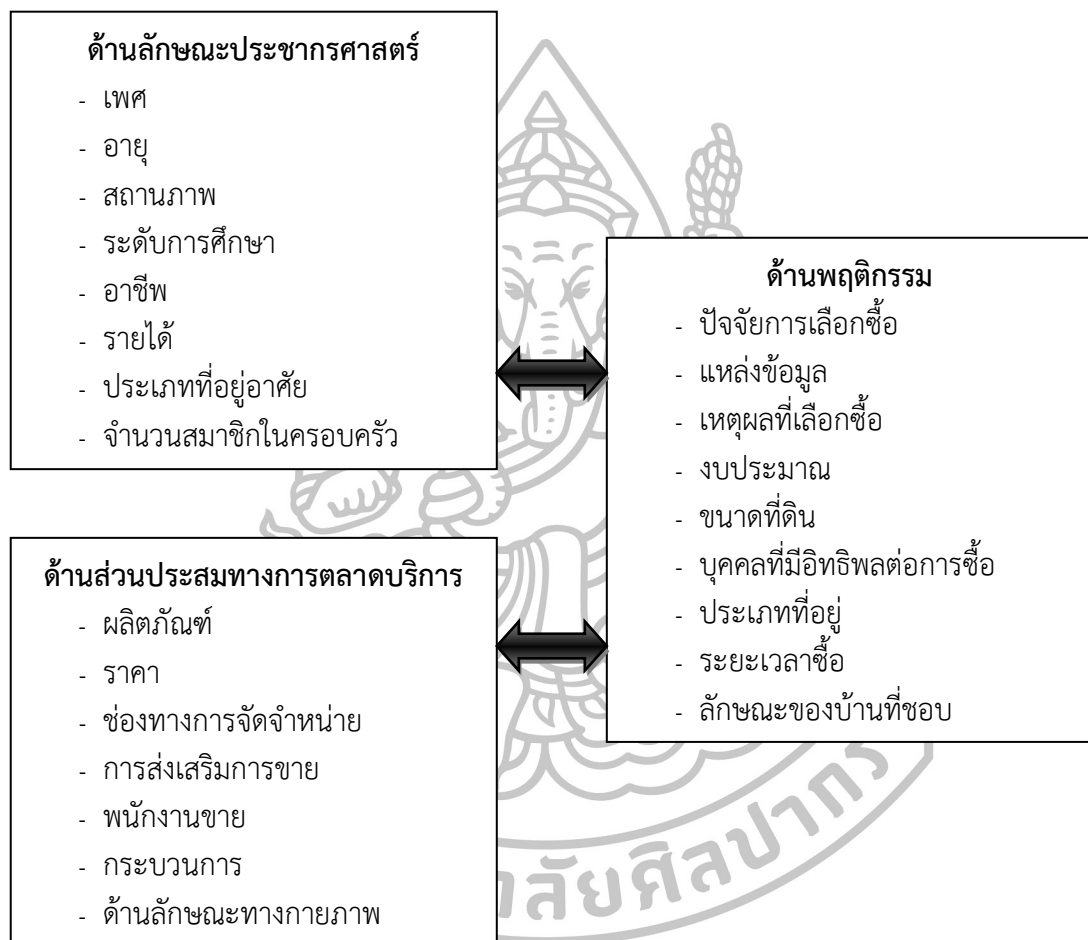 ด้านลักษณะประชากรศาสตร์
- เพศ
- อายุ
- สถานภาพ
- ระดับการศึกษา
- อาชีพ
- รายได้
- ประเภทที่อยู่อาศัย
- จำนวนสมาชิกในครอบครัว
ด้านพฤติกรรม
- ปัจจัยการเลือกซื้อ
- แหล่งข้อมูล
- เหตุผลที่เลือกซื้อ
- งบประมาณ
- ขนาดที่ดิน
- บุคคลที่มีอิทธิพลต่อการซื้อ
- ประเภทที่อยู่
- ระยะเวลาซื้อ
- ลักษณะของบ้านที่ชอบ
ด้านส่วนประสมทางการตลาดบริการ
- ผลิตภัณฑ์
- ราคา
- ช่องทางการจัดจำหน่าย
- การส่งเสริมการขาย
- พนักงานขาย
- กระบวนการ
- ด้านลักษณะทางกายภาพ
าลัยศิลปากร